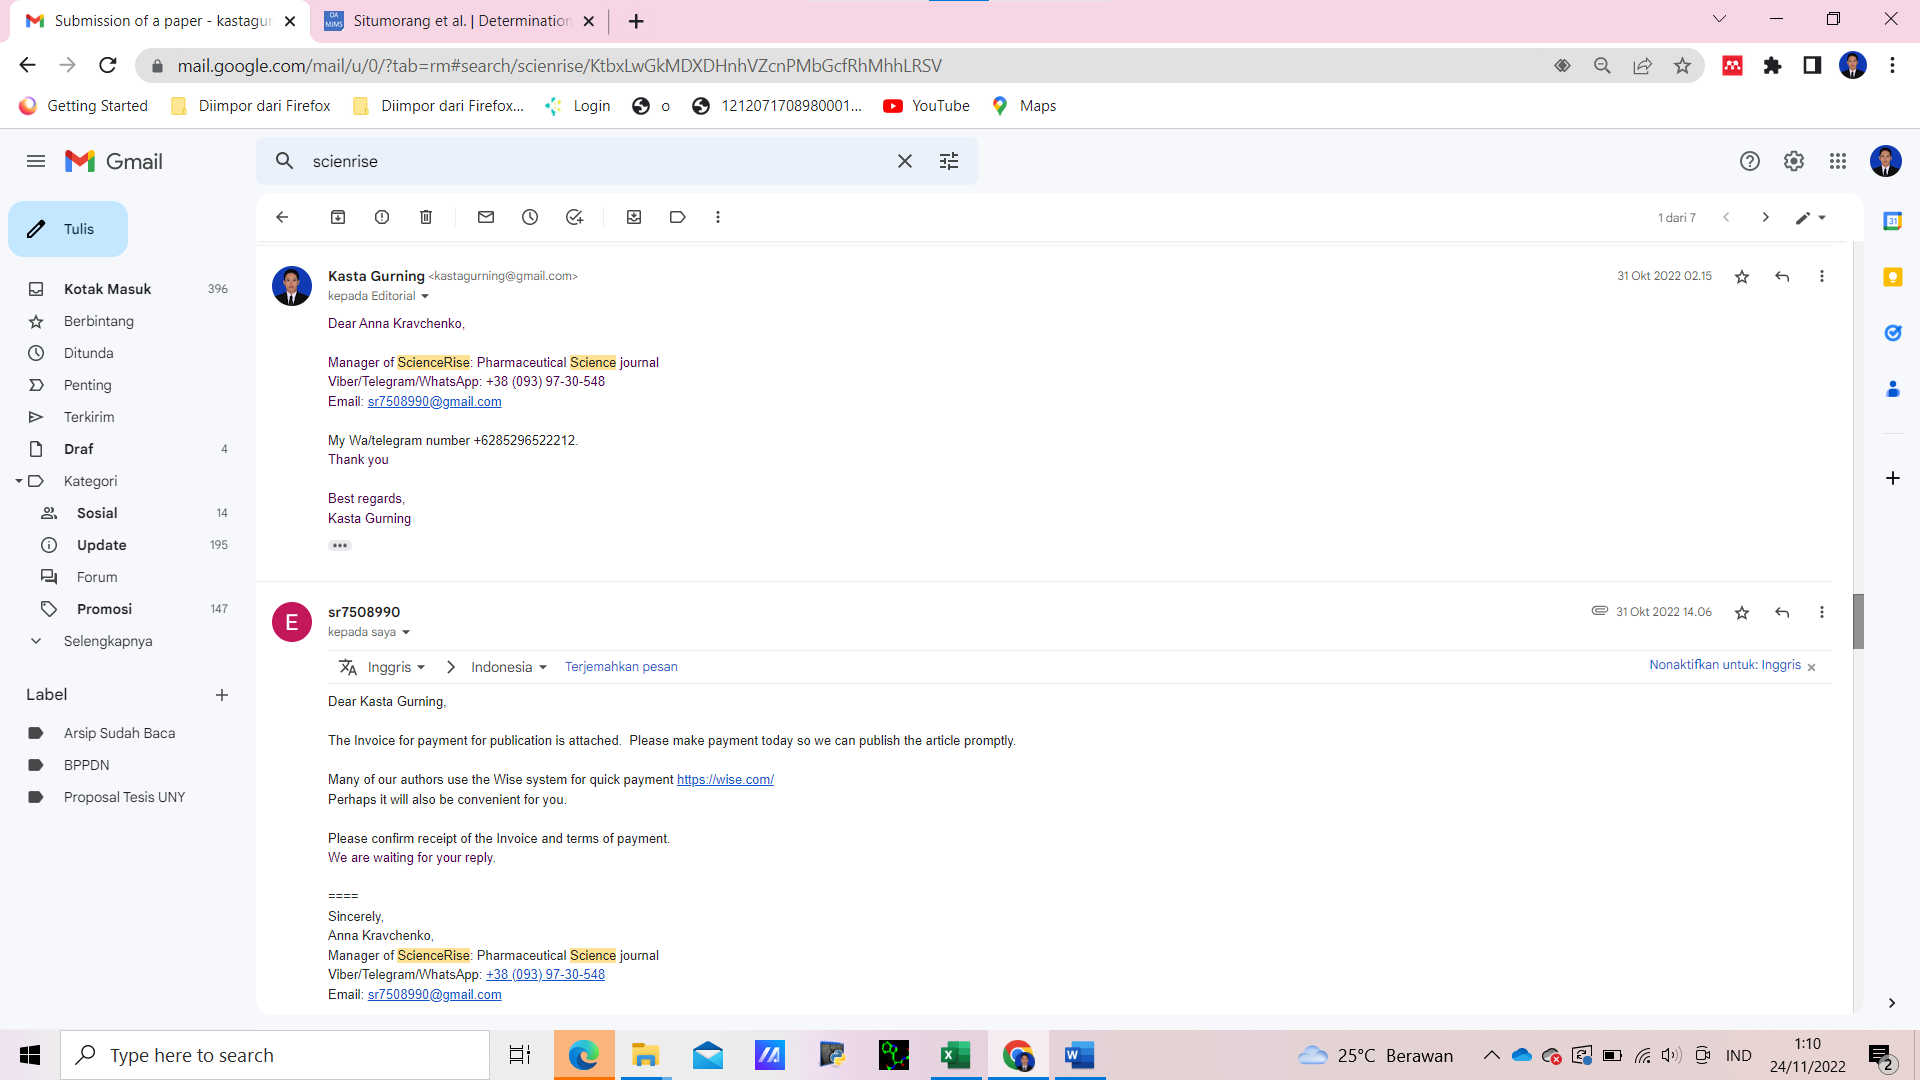 Submission of a paper - kastagur
Situmorang et al. | Determination
mail.google.com/mail/u/0/?tab=rm#search/scienrise/KtbxLwGkMDXDHnhVZcnPMbGcfRhMhhLRSV
Getting Started
Diimpor dari Firefox
Diimpor dari Firefox...
Login
o
1212071708980001...
YouTube
Maps
Gmail
scienrise
Tulis
1 dari 7
Kotak Masuk 396
Berbintang
Ditunda
Penting
Terkirim
Draf 4
Kategori
Sosial 14
Update 195
Forum
Promosi 147
Selengkapnya
Label
Arsip Sudah Baca
BPPDN
Proposal Tesis UNY
Kasta Gurning <kastagurning@gmail.com>
31 Okt 2022 02.15
kepada Editorial
Dear Anna Kravchenko,
Manager of ScienceRise: Pharmaceutical Science journal
Viber/Telegram/WhatsApp: +38 (093) 97-30-548
Email: sr7508990@gmail.com
My Wa/telegram number +6285296522212.
Thank you
Best regards,
Kasta Gurning
E
sr7508990
31 Okt 2022 14.06
kepada saya
Inggris
Indonesia
Terjemahkan pesan
Nonaktifkan untuk: Inggris
Dear Kasta Gurning,
The Invoice for payment for publication is attached.  Please make payment today so we can publish the article promptly.
Many of our authors use the Wise system for quick payment https://wise.com/
Perhaps it will also be convenient for you.
Please confirm receipt of the Invoice and terms of payment.
We are waiting for your reply.
====
Sincerely,
Anna Kravchenko,
Manager of ScienceRise: Pharmaceutical Science journal
Viber/Telegram/WhatsApp: +38 (093) 97-30-548
Email: sr7508990@gmail.com
Type here to search
25°C Berawan
IND
1:10
24/11/2022
2